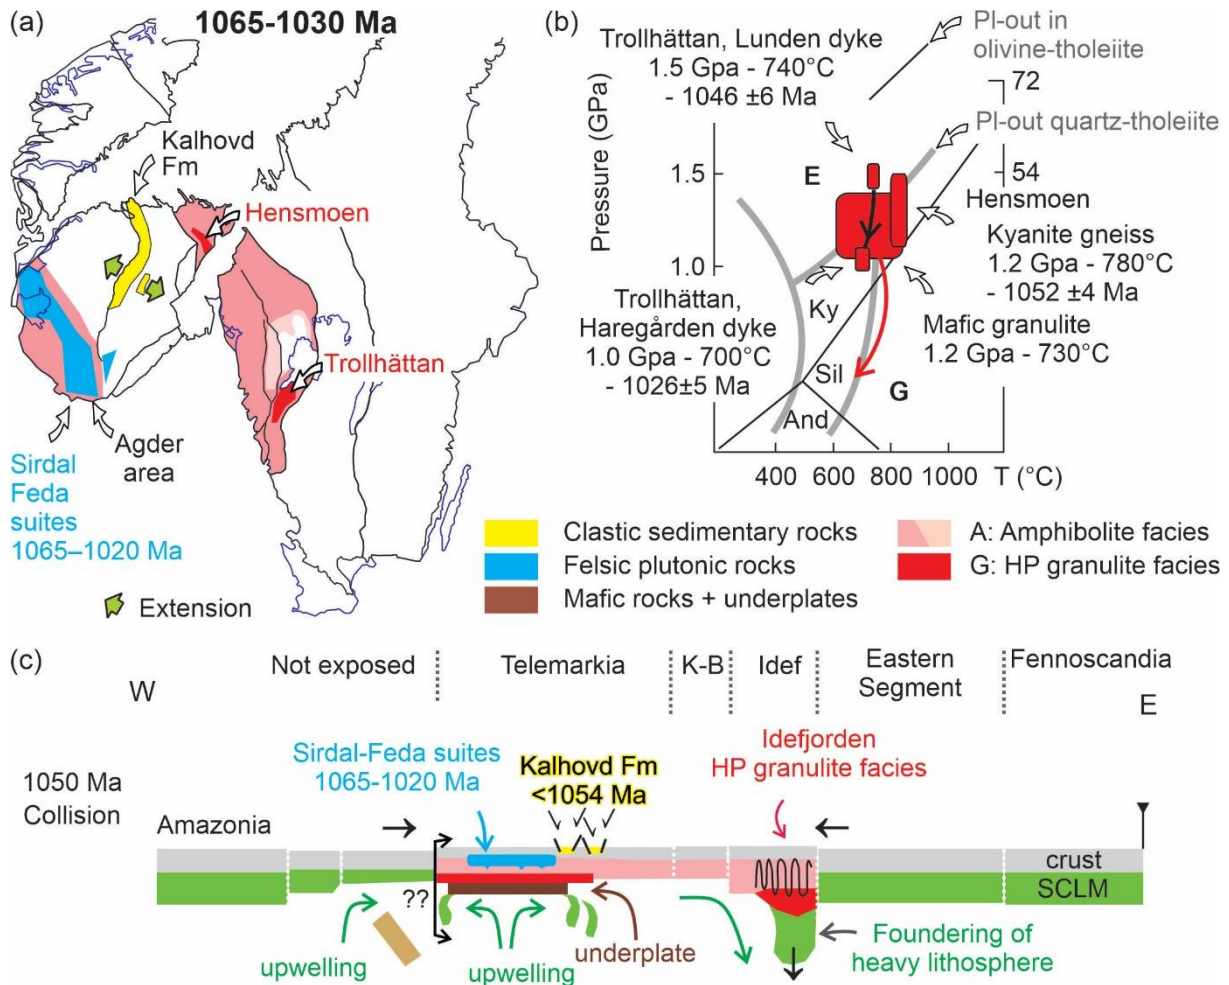 (a)
1065-1030 Ma
Kalhovd
Fm
Hensmoen
Trollhättan
Agder
area
Sirdal
Feda
suites
1065–1020 Ma
Extension
(b)
Trollhättan, Lunden dyke
1.5 Gpa - 740°C
- 1046 ±6 Ma
Pl-out in
olivine-tholeiite
72
Pl-out quartz-tholeiite
54
Pressure (GPa)
1.5
1.0
E
Hensmoen
Kyanite gneiss
1.2 Gpa - 780°C
- 1052 ±4 Ma
Mafic granulite
1.2 Gpa - 730°C
Trollhättan,
Haregården dyke
1.0 Gpa - 700°C
- 1026±5 Ma
Ky
Sil
And
G
400 600 800 1000 T (°C)
Clastic sedimentary rocks
Felsic plutonic rocks
Mafic rocks + underplates
A: Amphibolite facies
G: HP granulite facies
(c)
Not exposed
Telemarkia
K-B
Idef
Eastern
Segment
Fennoscandia
W
E
Sirdal-Feda suites
1065-1020 Ma
Kalhovd Fm
<1054 Ma
Idefjorden
HP granulite facies
1050 Ma
Collision
Amazonia
crust
SCLM
??
upwelling
upwelling
underplate
Foundering of
heavy lithosphere